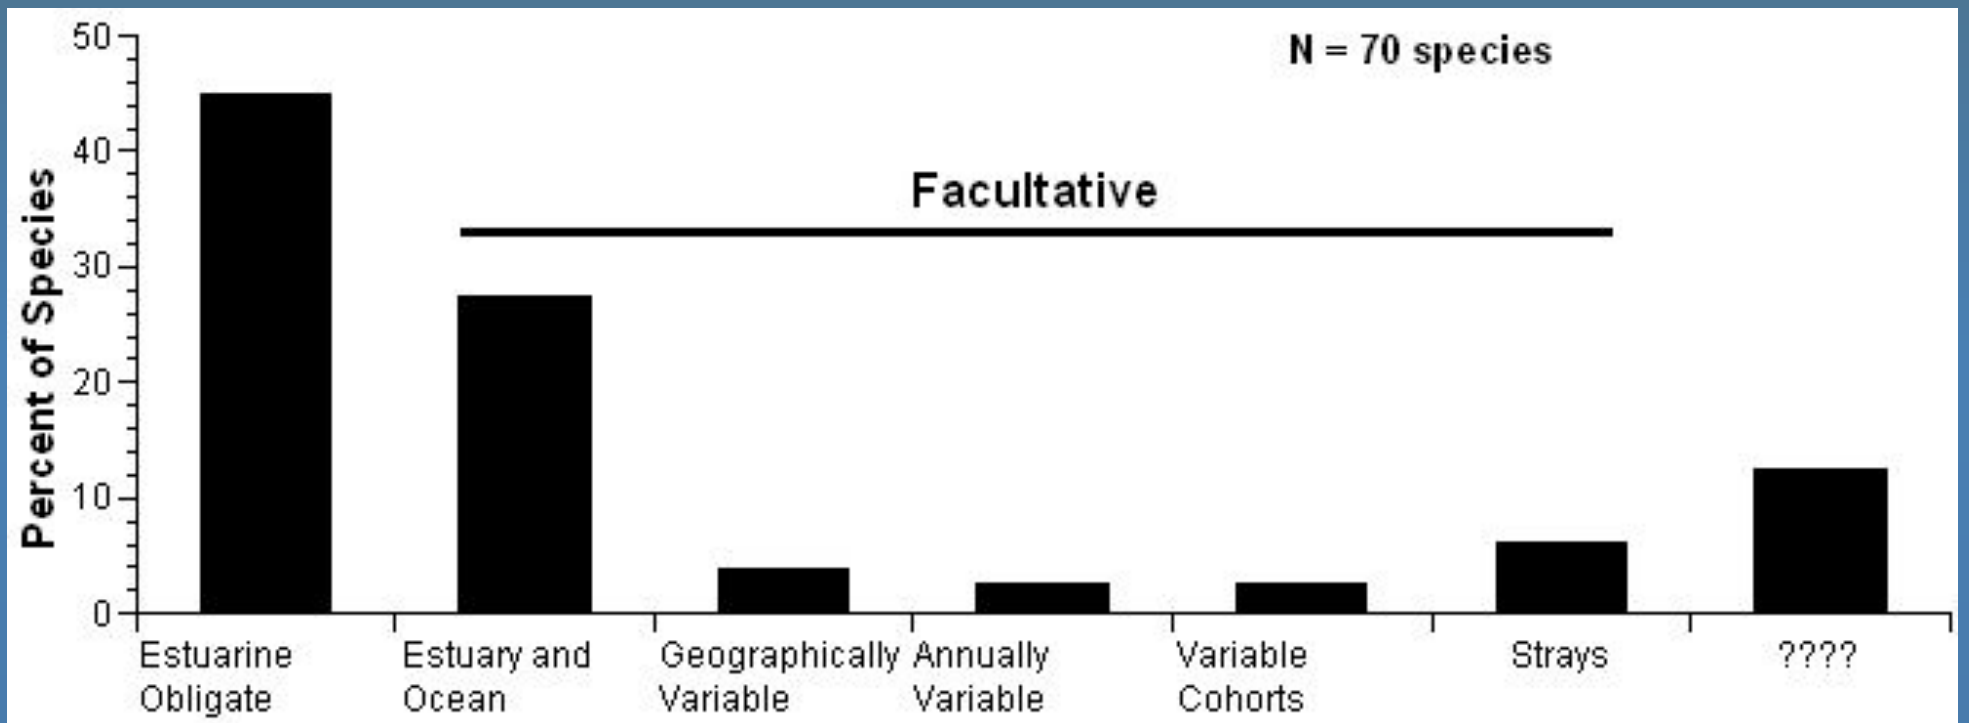 N = 70 species
Facultative
Percent of Species
50
40
30
20
10
0
Estuarine
Obligate
Estuary and
Ocean
Geographically
Variable
Annually
Variable
Variable
Cohorts
Strays
????